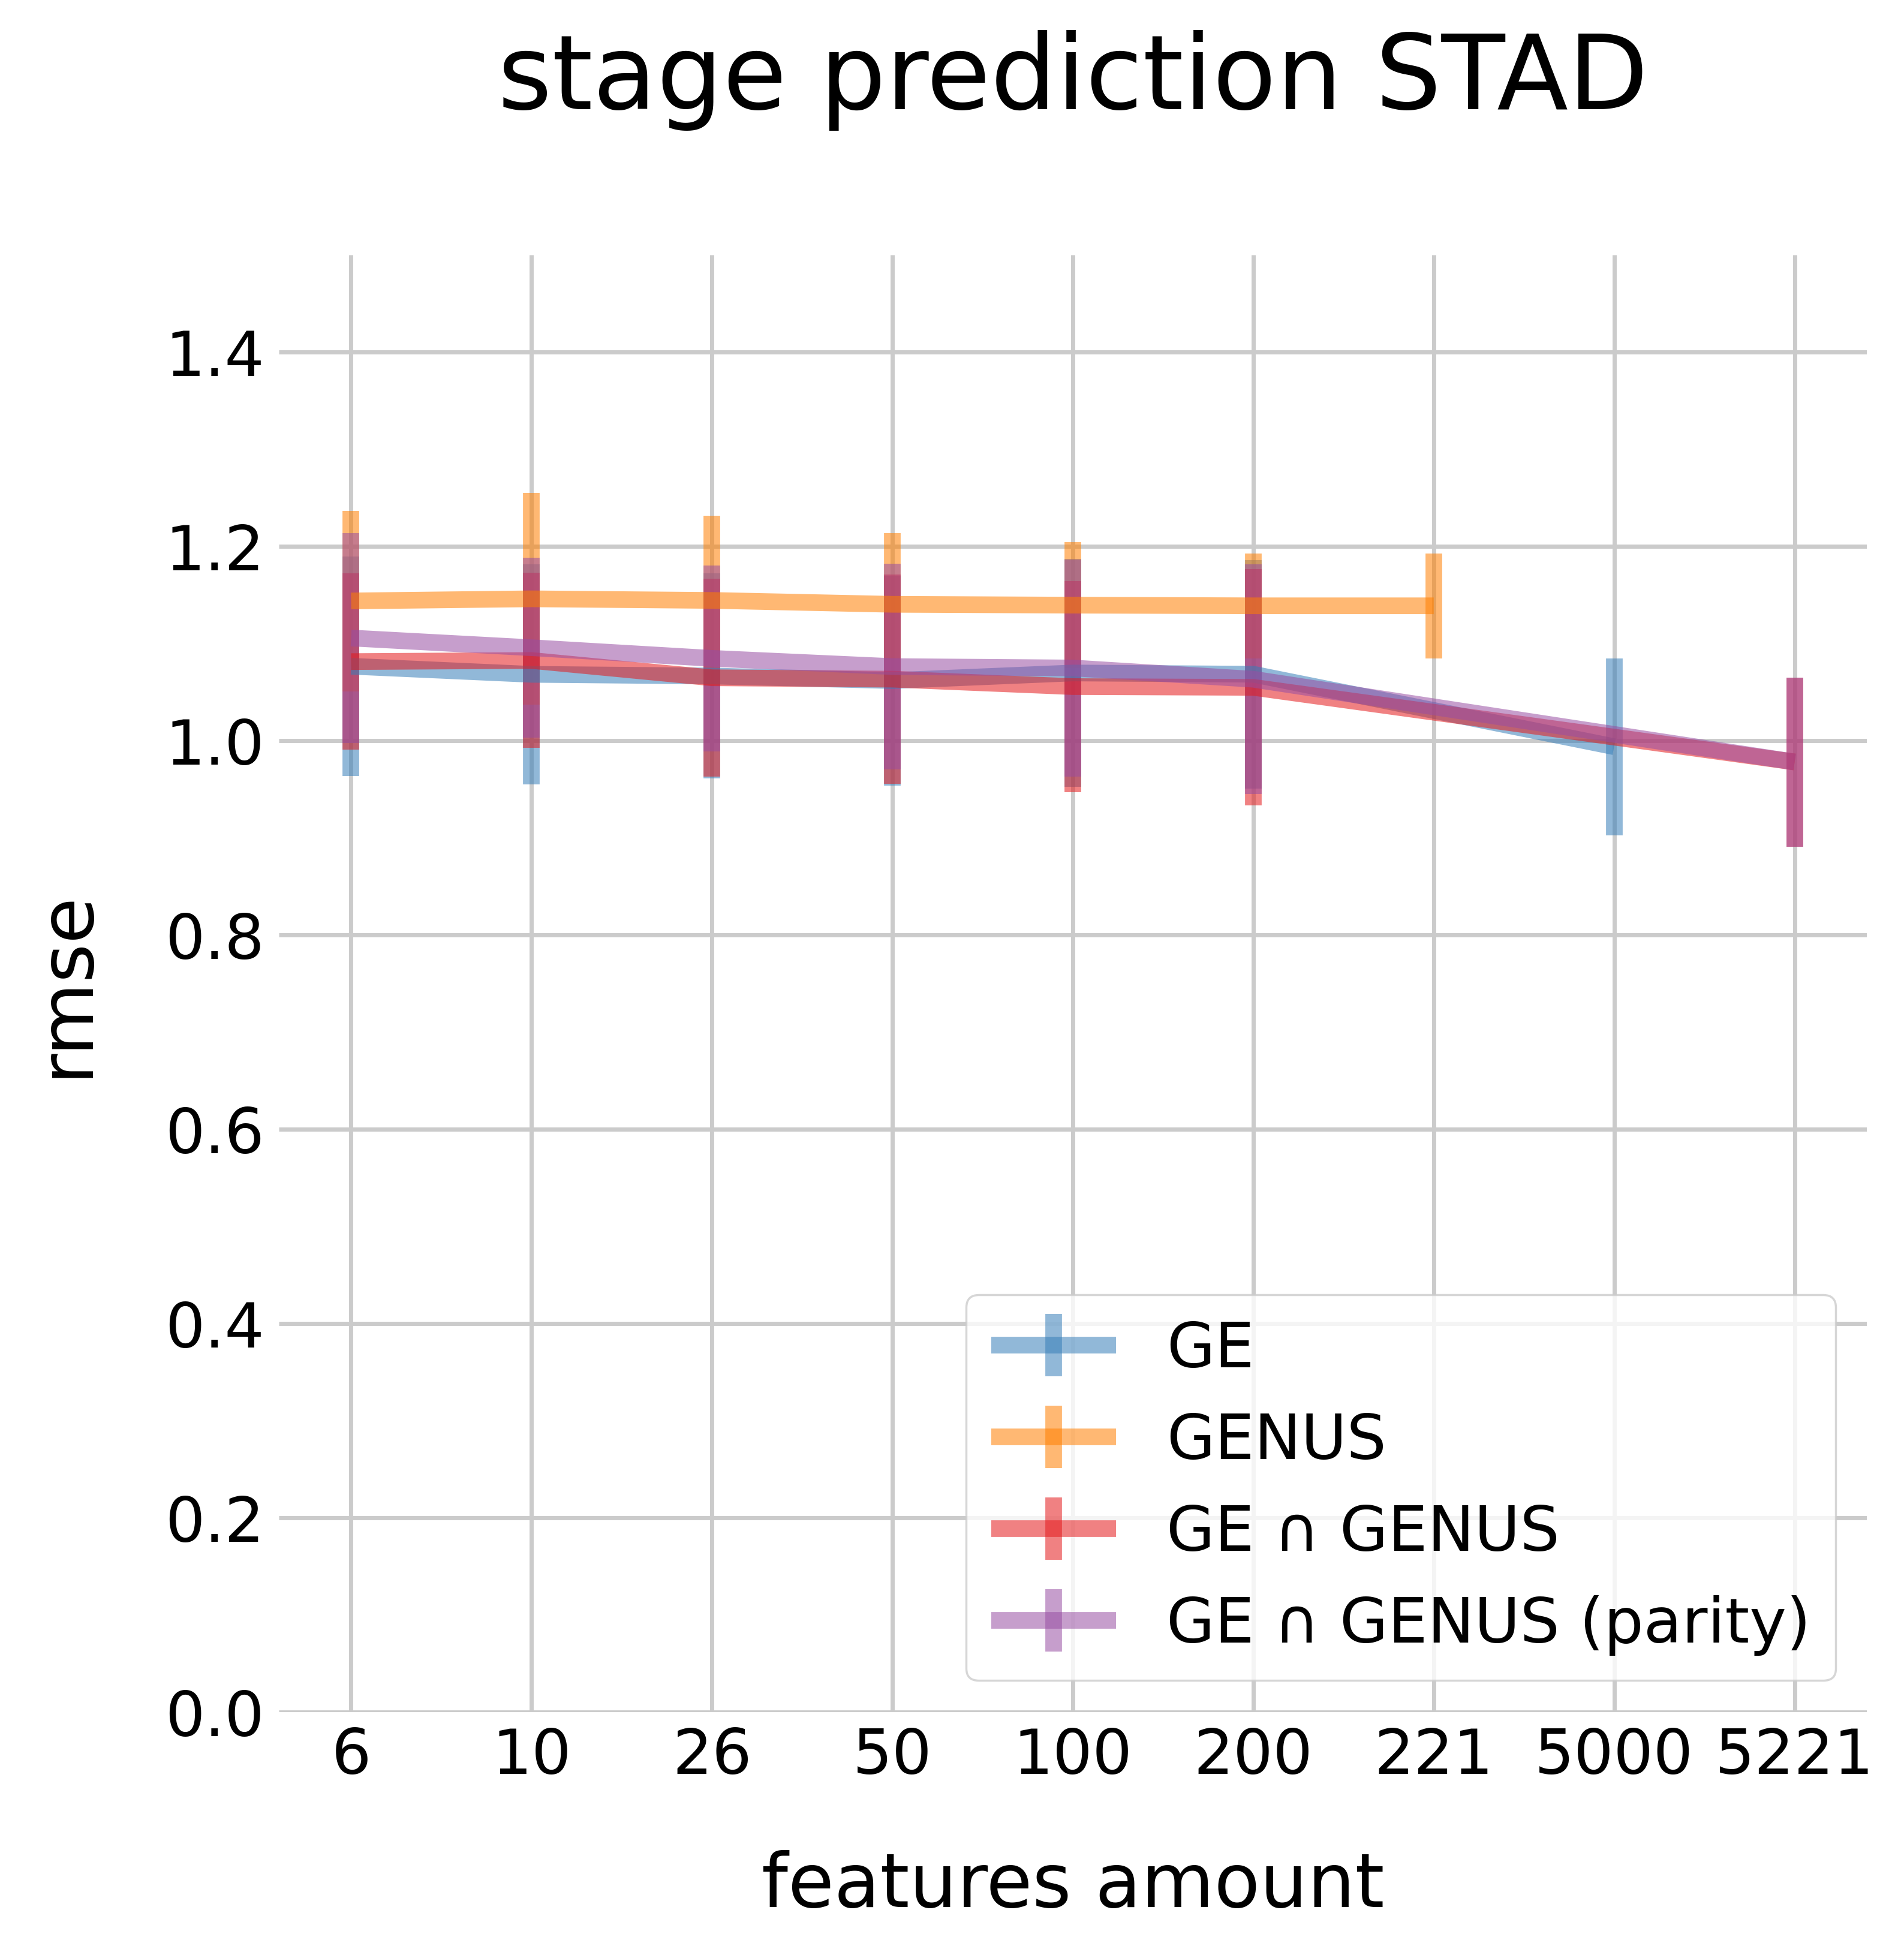 stage prediction STAD
1.4
1.2
1.0
0.8
0.6
0.4
0.2
0.0
rmse
GE
GENUS
GE ∩ GENUS
GE ∩ GENUS (parity)
6 10 26 50 100 200 221 5000 5221
features amount